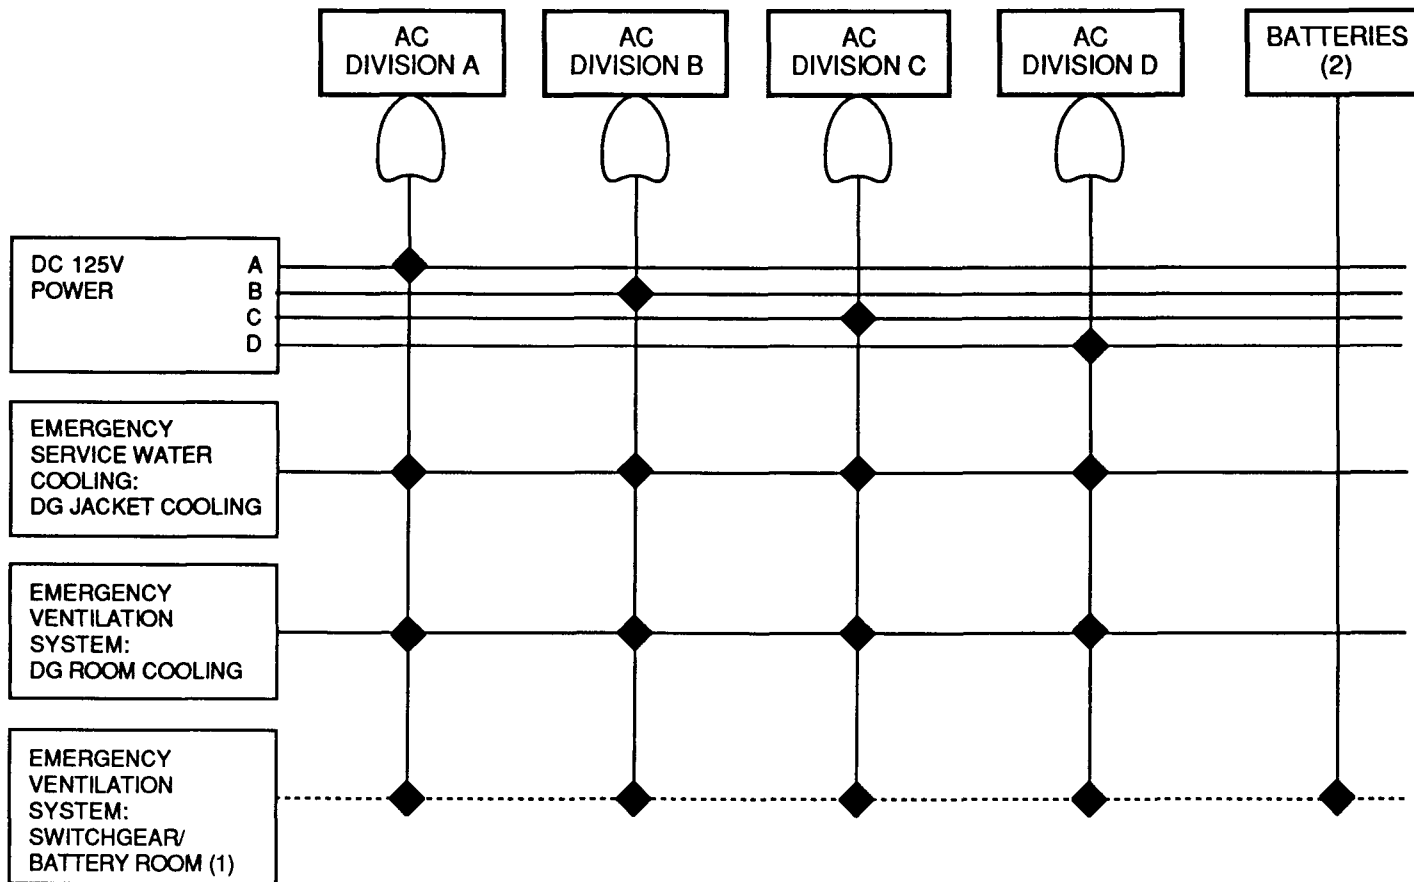 AC
DIVISION A
AC
DIVISION B
AC
DIVISION C
AC
DIVISION D
BATTERIES
(2)
DC 125V A
POWER B
C
D
EMERGENCY
SERVICE WATER
COOLING:
DG JACKET COOLING
EMERGENCY
VENTILATION
SYSTEM:
DG ROOM COOLING
EMERGENCY
VENTILATION
SYSTEM:
SWITCHGEAR/
BATTERY ROOM (1)